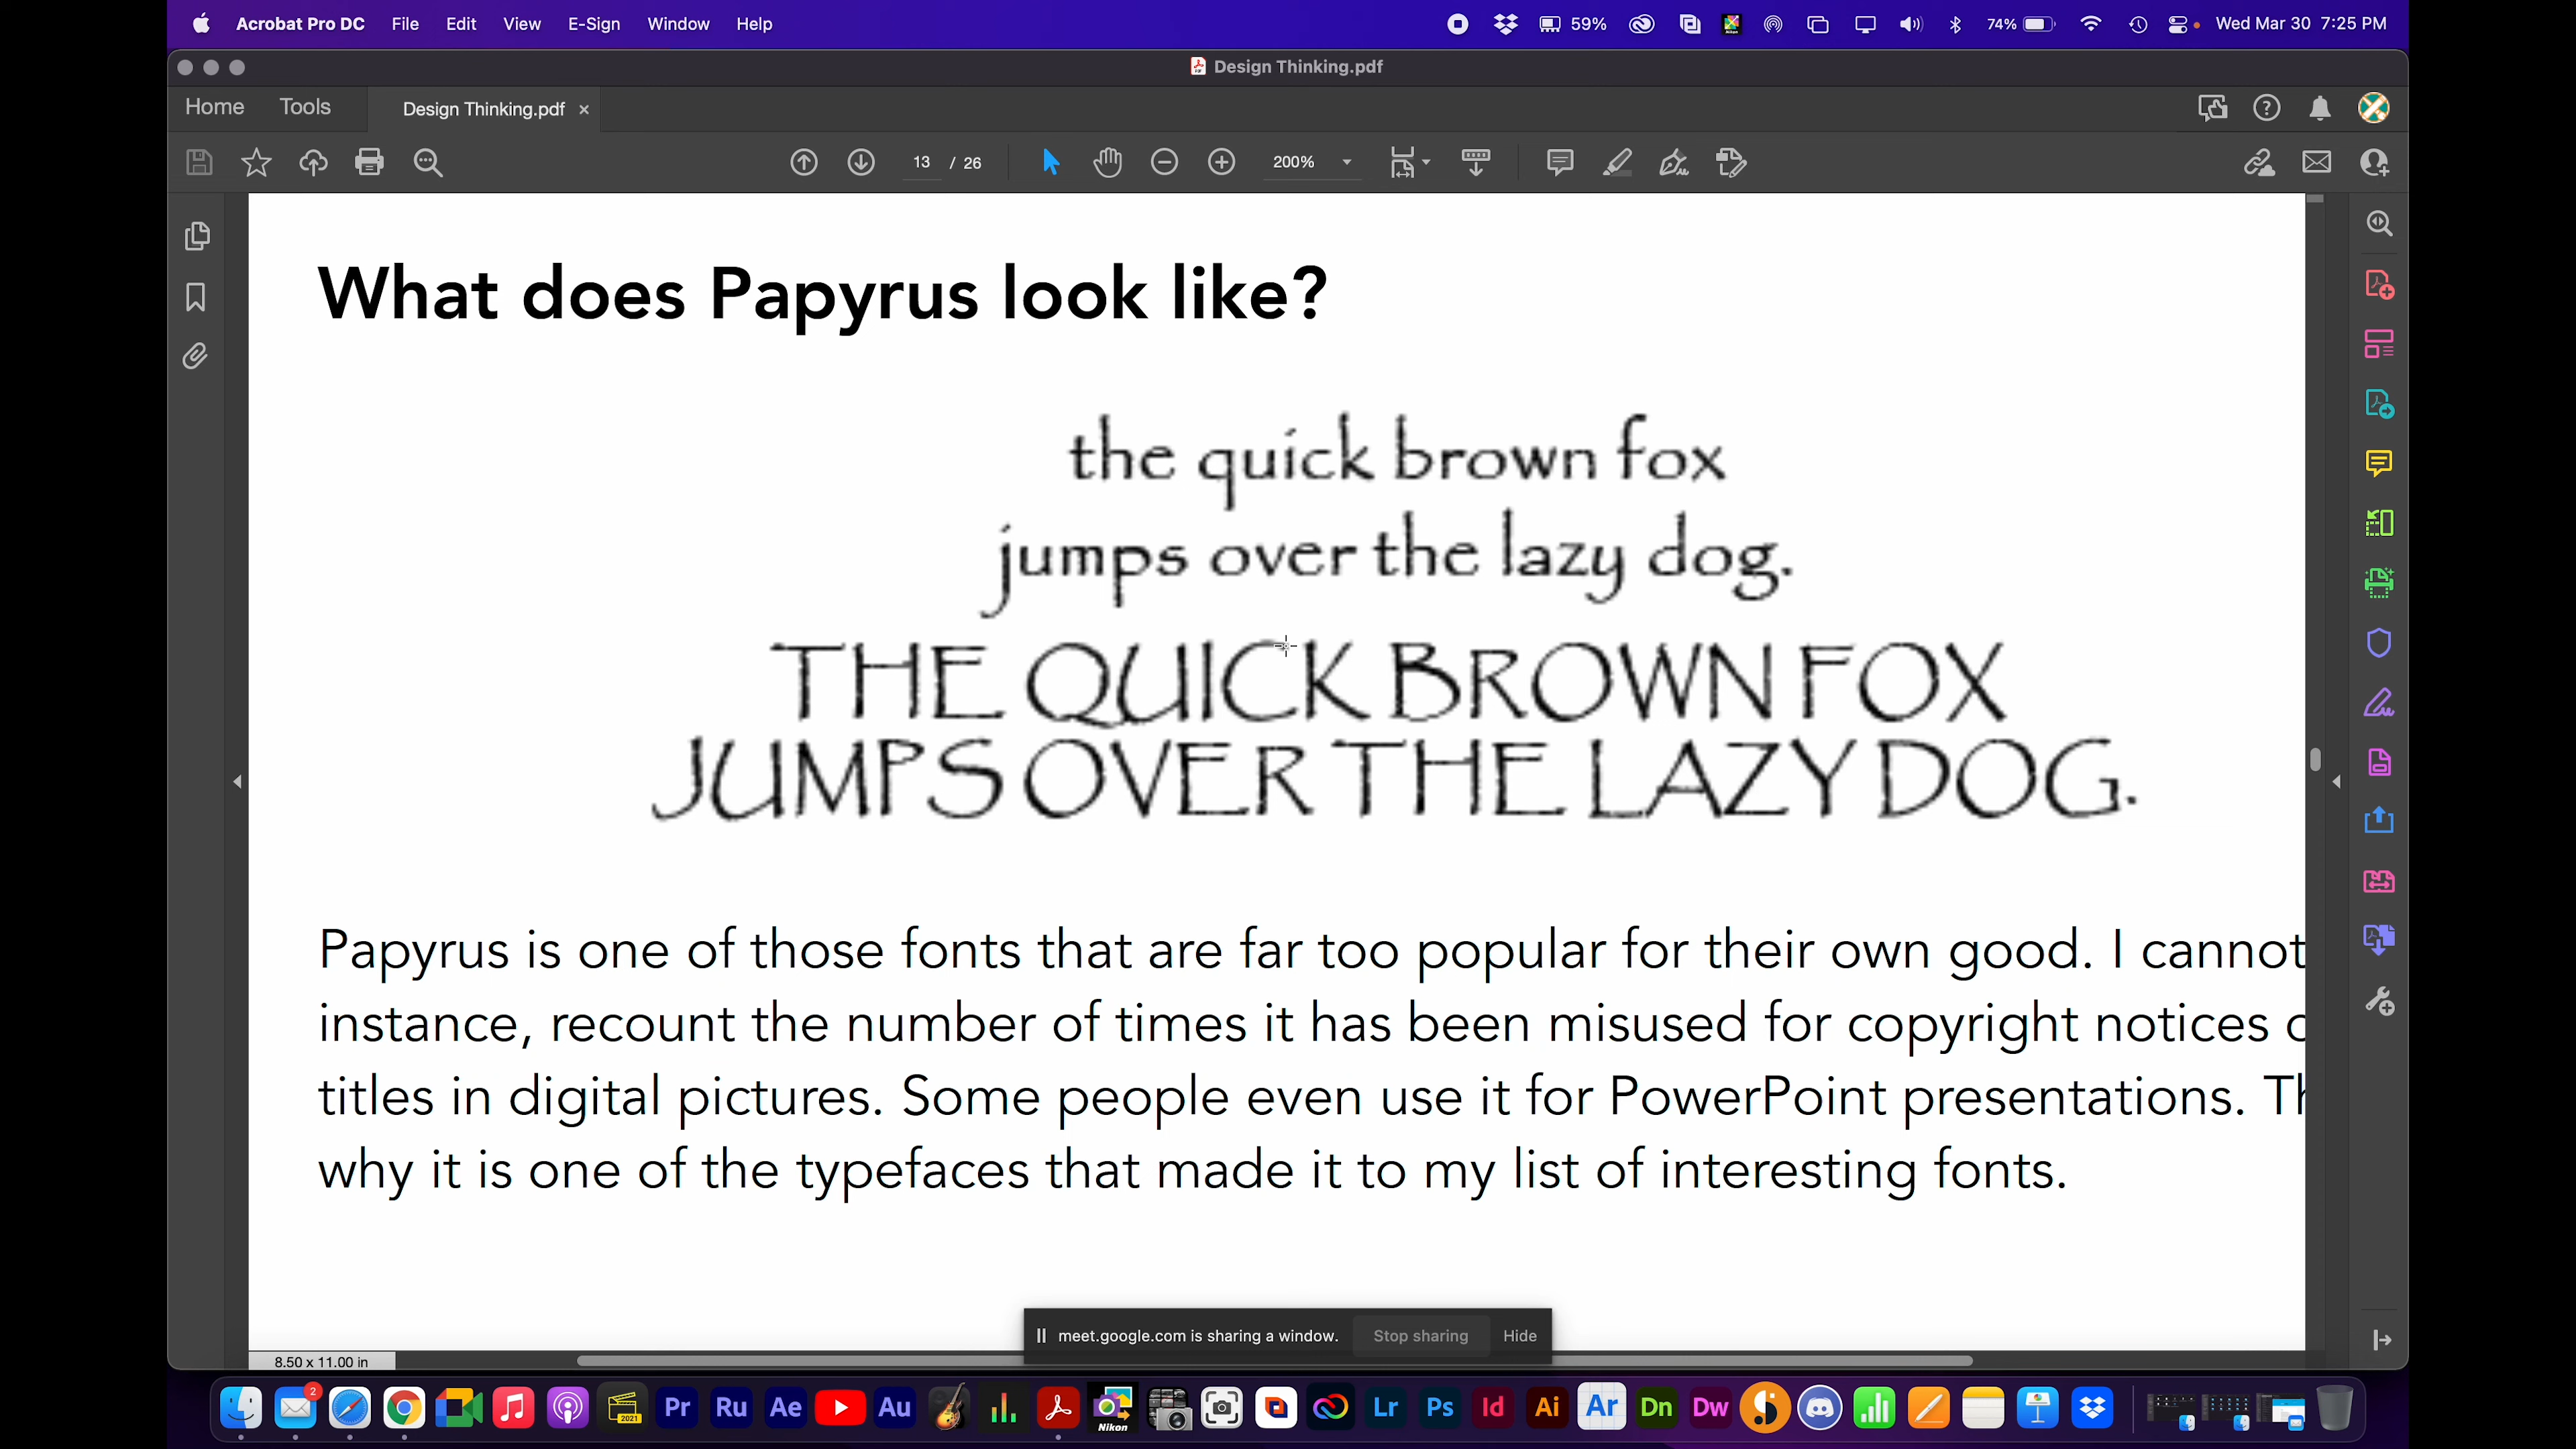 Acrobat Pro DC File Edit View E-Sign Window Help 59% 74% Wed Mar 30 7:25 PM
Design Thinking.pdf
Home Tools Design Thinking.pdf ×
13 / 26 200%
What does Papyrus look like?
the quick brown fox
jumps over the lazy dog.
THE QUICK BROWN FOX
JUMPS OVER THE LAZY DOG.
Papyrus is one of those fonts that are far too popular for their own good. I cannot
instance, recount the number of times it has been misused for copyright notices
titles in digital pictures. Some people even use it for PowerPoint presentations.
why it is one of the typefaces that made it to my list of interesting fonts.
meet.google.com is sharing a window. Stop sharing Hide
8.50 x 11.00 in
2 2021 Pr Ru Ae Au Nikon Lr Ps Id Ai Ar Dn Dw